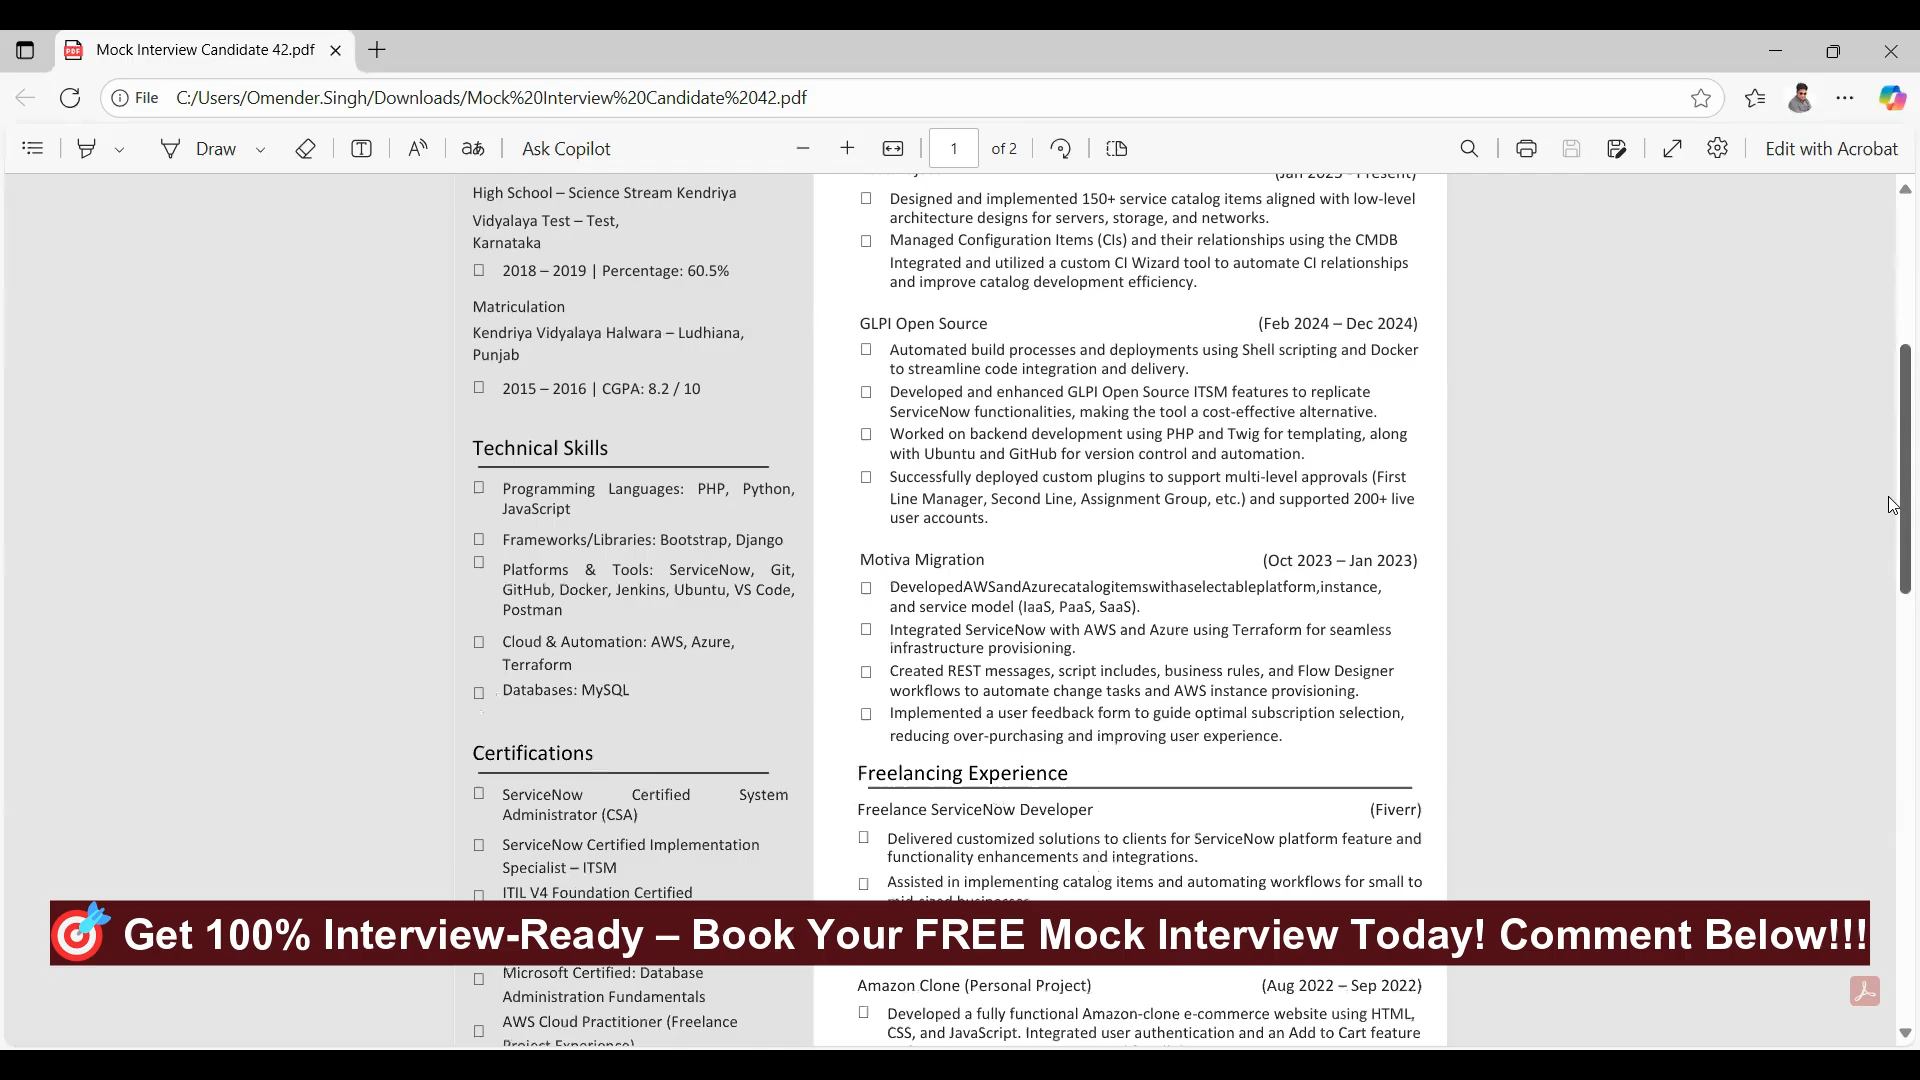 Mock Interview Candidate 42.pdf
File
C:/Users/Omender.Singh/Downloads/Mock%20Interview%20Candidate%2042.pdf
Draw
Ask Copilot
1
of 2
Edit with Acrobat
High School – Science Stream Kendriya
Vidyalaya Test – Test,
Karnataka
2018 – 2019 | Percentage: 60.5%
Matriculation
Kendriya Vidyalaya Halwara – Ludhiana,
Punjab
2015 – 2016 | CGPA: 8.2 / 10
Technical Skills
Programming Languages: PHP, Python,
JavaScript
Frameworks/Libraries: Bootstrap, Django
Platforms & Tools: ServiceNow, Git,
GitHub, Docker, Jenkins, Ubuntu, VS Code,
Postman
Cloud & Automation: AWS, Azure,
Terraform
Databases: MySQL
Certifications
ServiceNow Certified System
Administrator (CSA)
ServiceNow Certified Implementation
Specialist – ITSM
ITIL V4 Foundation Certified
Microsoft Certified: Database
Administration Fundamentals
AWS Cloud Practitioner (Freelance
Project Experience)
Designed and implemented 150+ service catalog items aligned with low-level
architecture designs for servers, storage, and networks.
Managed Configuration Items (CIs) and their relationships using the CMDB
Integrated and utilized a custom CI Wizard tool to automate CI relationships
and improve catalog development efficiency.
GLPI Open Source (Feb 2024 – Dec 2024)
Automated build processes and deployments using Shell scripting and Docker
to streamline code integration and delivery.
Developed and enhanced GLPI Open Source ITSM features to replicate
ServiceNow functionalities, making the tool a cost-effective alternative.
Worked on backend development using PHP and Twig for templating, along
with Ubuntu and GitHub for version control and automation.
Successfully deployed custom plugins to support multi-level approvals (First
Line Manager, Second Line, Assignment Group, etc.) and supported 200+ live
user accounts.
Motiva Migration (Oct 2023 – Jan 2023)
DevelopedAWSandAzurecatalogitemswithaselectableplatform,instance,
and service model (IaaS, PaaS, SaaS).
Integrated ServiceNow with AWS and Azure using Terraform for seamless
infrastructure provisioning.
Created REST messages, script includes, business rules, and Flow Designer
workflows to automate change tasks and AWS instance provisioning.
Implemented a user feedback form to guide optimal subscription selection,
reducing over-purchasing and improving user experience.
Freelancing Experience
Freelance ServiceNow Developer (Fiverr)
Delivered customized solutions to clients for ServiceNow platform feature and
functionality enhancements and integrations.
Assisted in implementing catalog items and automating workflows for small to
Get 100% Interview-Ready – Book Your FREE Mock Interview Today! Comment Below!!!
Amazon Clone (Personal Project) (Aug 2022 – Sep 2022)
Developed a fully functional Amazon-clone e-commerce website using HTML,
CSS, and JavaScript. Integrated user authentication and an Add to Cart feature